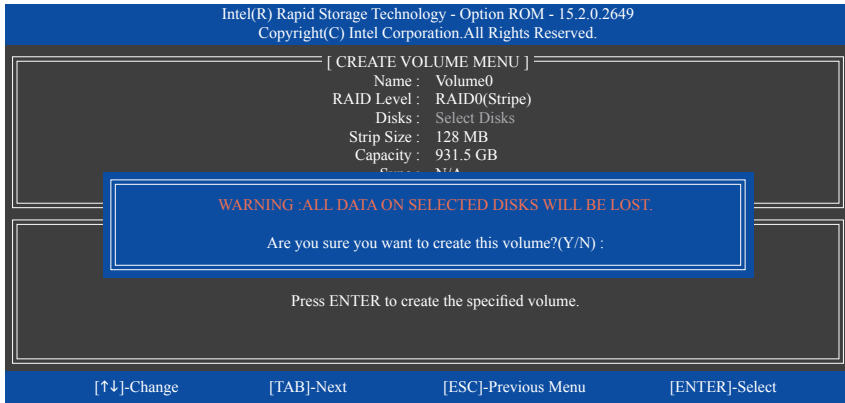 Intel(R) Rapid Storage Technology - Option ROM - 15.2.0.2649
Copyright(C) Intel Corporation.All Rights Reserved.
[ CREATE VOLUME MENU ]
Name : Volume0
RAID Level : RAID0(Stripe)
Disks : Select Disks
Strip Size : 128 MB
Capacity : 931.5 GB
Sync : N/A
WARNING :ALL DATA ON SELECTED DISKS WILL BE LOST.
Are you sure you want to create this volume?(Y/N) :
Press ENTER to create the specified volume.
[↑↓]-Change [TAB]-Next [ESC]-Previous Menu [ENTER]-Select